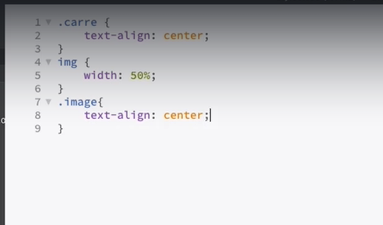 1 .carre {
2 text-align: center;
3 }
4 img {
5 width: 50%;
6 }
7 .image{
8 text-align: center;
9 }